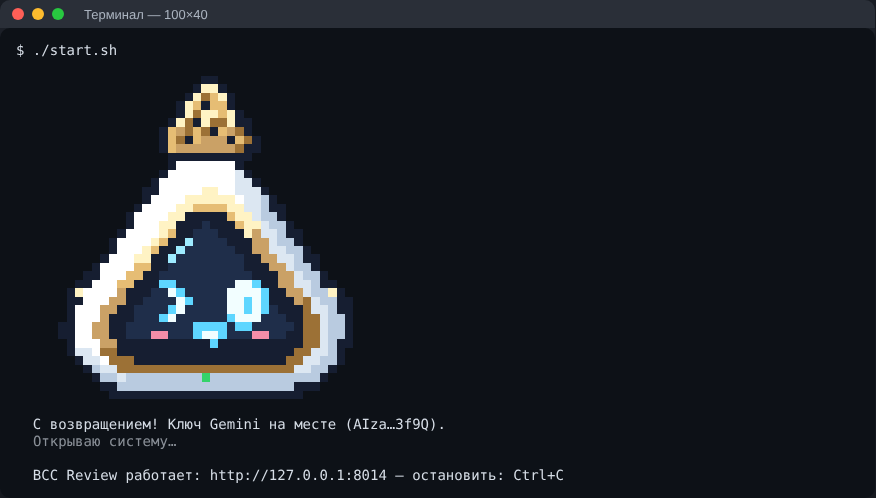 Терминал — 100×40
$ ./start.sh
С возвращением! Ключ Gemini на месте (AIza…3f9Q).
Открываю систему…
BCC Review работает: http://127.0.0.1:8014 — остановить: Ctrl+C